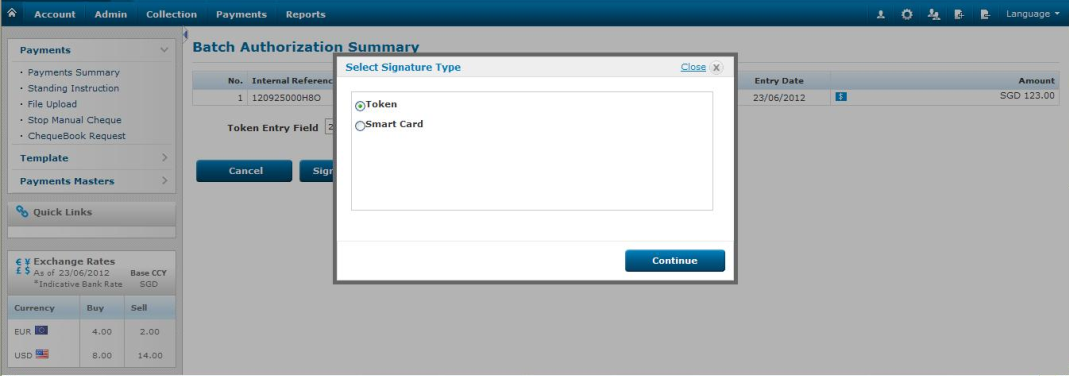 Account Admin Collection Payments Reports Language
Payments
Payments Summary
Standing Instruction
File Upload
Stop Manual Cheque
ChequeBook Request
Template
Payments Masters
Quick Links
Exchange Rates
As of 23/06/2012 Base CCY
*Indicative Bank Rate SGD
Currency Buy Sell
EUR 4.00 2.00
USD 8.00 14.00
Batch Authorization Summary
No. Internal Referenc Entry Date Amount
1 120925000H8O 23/06/2012 $ SGD 123.00
Token Entry Field 2
Cancel Sign
Select Signature Type Close X
Token
Smart Card
Continue